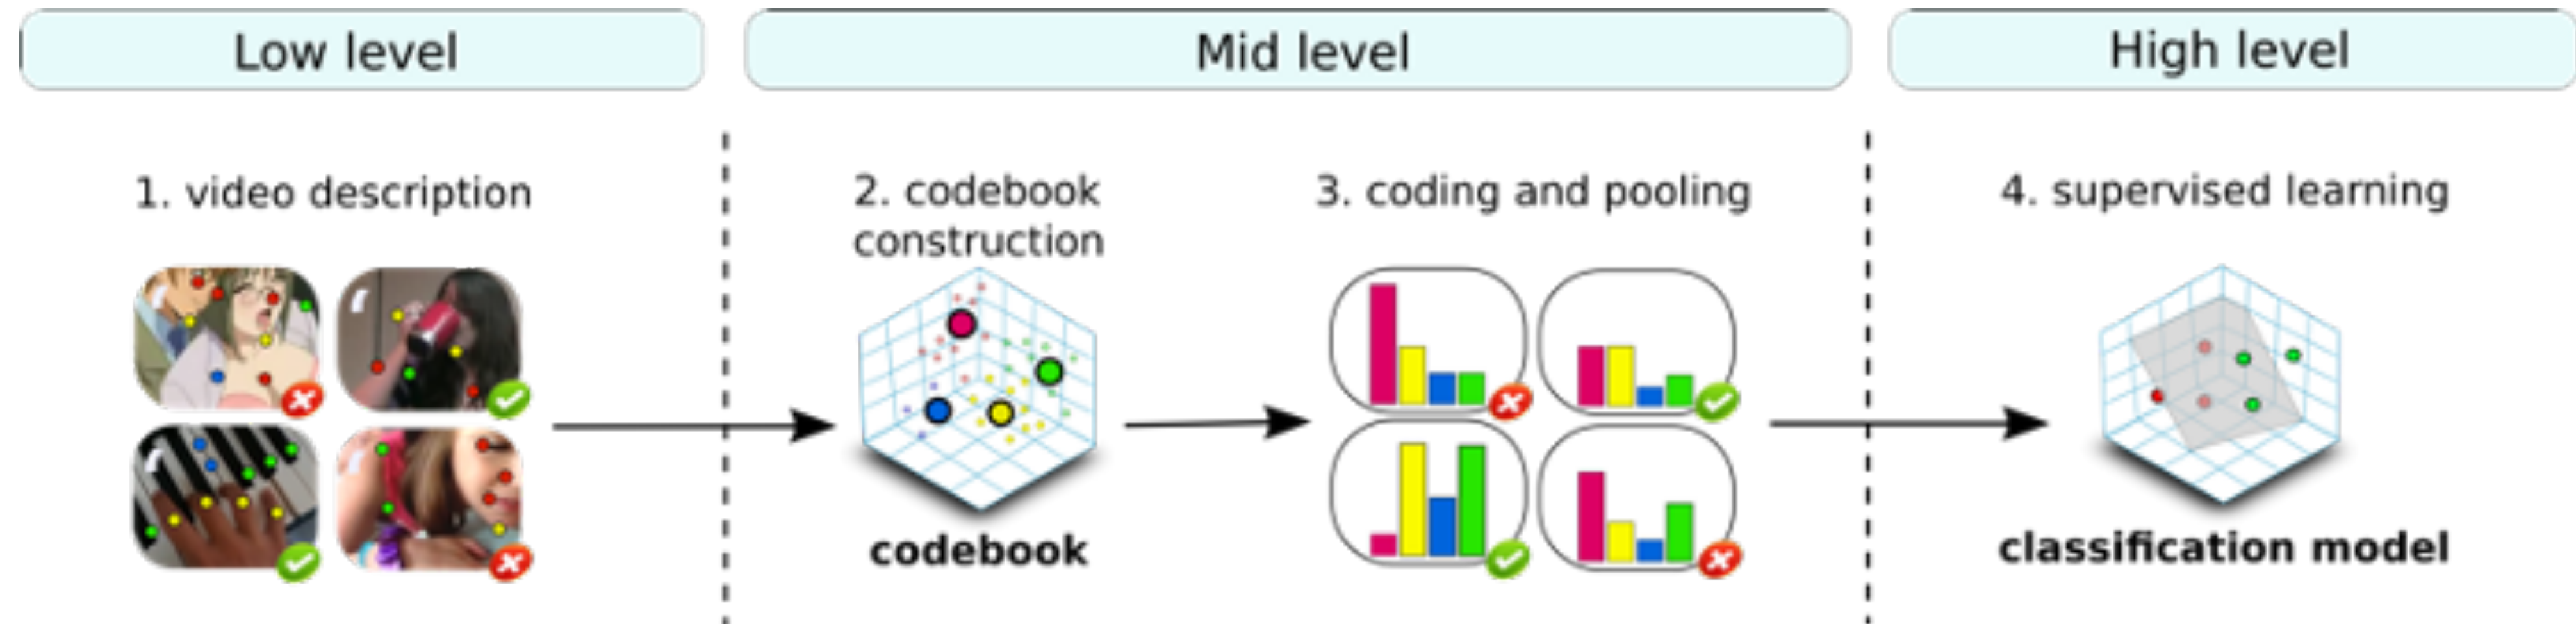 Low level
Mid level
High level
1. video description
2. codebook
construction
3. coding and pooling
4. supervised learning
codebook
classification model